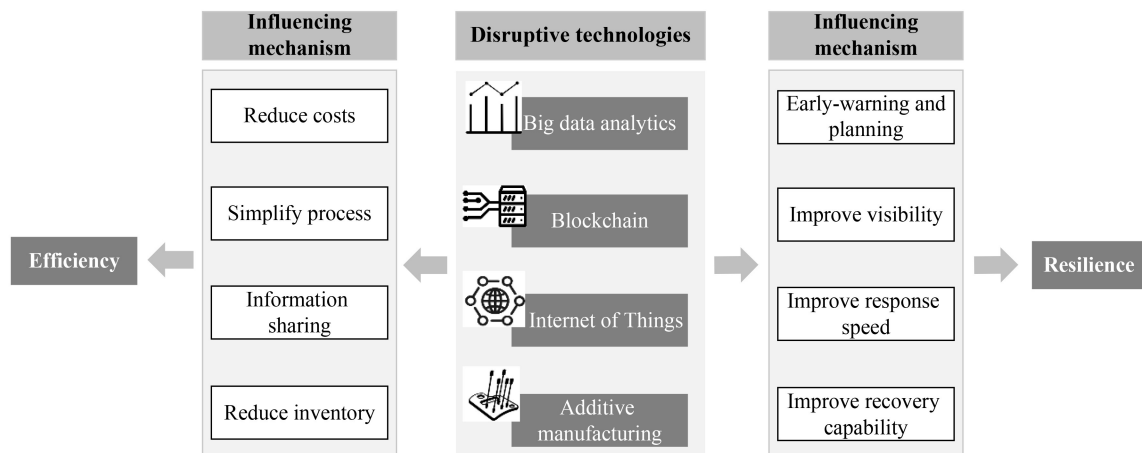 Influencing
mechanism
Disruptive technologies
Influencing
mechanism
Reduce costs
Simplify process
Information
sharing
Reduce inventory
Efficiency
Big data analytics
Blockchain
Internet of Things
Additive
manufacturing
Early-warning and
planning
Improve visibility
Improve response
speed
Improve recovery
capability
Resilience